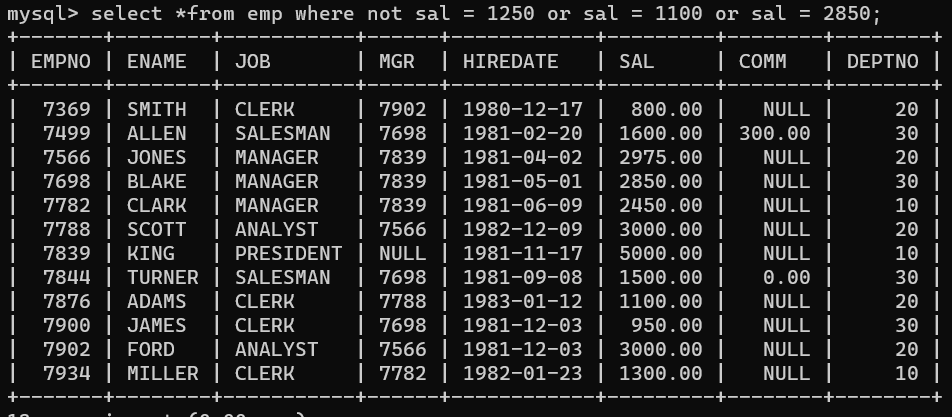 mysql> select *from emp where not sal = 1250 or sal = 1100 or sal = 2850;
+-------+--------+-----------+------+------------+---------+--------+--------+
| EMPNO | ENAME  | JOB       | MGR  | HIREDATE   | SAL     | COMM   | DEPTNO |
+-------+--------+-----------+------+------------+---------+--------+--------+
|  7369 | SMITH  | CLERK     | 7902 | 1980-12-17 |  800.00 |   NULL |     20 |
|  7499 | ALLEN  | SALESMAN  | 7698 | 1981-02-20 | 1600.00 | 300.00 |     30 |
|  7566 | JONES  | MANAGER   | 7839 | 1981-04-02 | 2975.00 |   NULL |     20 |
|  7698 | BLAKE  | MANAGER   | 7839 | 1981-05-01 | 2850.00 |   NULL |     30 |
|  7782 | CLARK  | MANAGER   | 7839 | 1981-06-09 | 2450.00 |   NULL |     10 |
|  7788 | SCOTT  | ANALYST   | 7566 | 1982-12-09 | 3000.00 |   NULL |     20 |
|  7839 | KING   | PRESIDENT | NULL | 1981-11-17 | 5000.00 |   NULL |     10 |
|  7844 | TURNER | SALESMAN  | 7698 | 1981-09-08 | 1500.00 |   0.00 |     30 |
|  7876 | ADAMS  | CLERK     | 7788 | 1983-01-12 | 1100.00 |   NULL |     20 |
|  7900 | JAMES  | CLERK     | 7698 | 1981-12-03 |  950.00 |   NULL |     30 |
|  7902 | FORD   | ANALYST   | 7566 | 1981-12-03 | 3000.00 |   NULL |     20 |
|  7934 | MILLER | CLERK     | 7782 | 1982-01-23 | 1300.00 |   NULL |     10 |
+-------+--------+-----------+------+------------+---------+--------+--------+